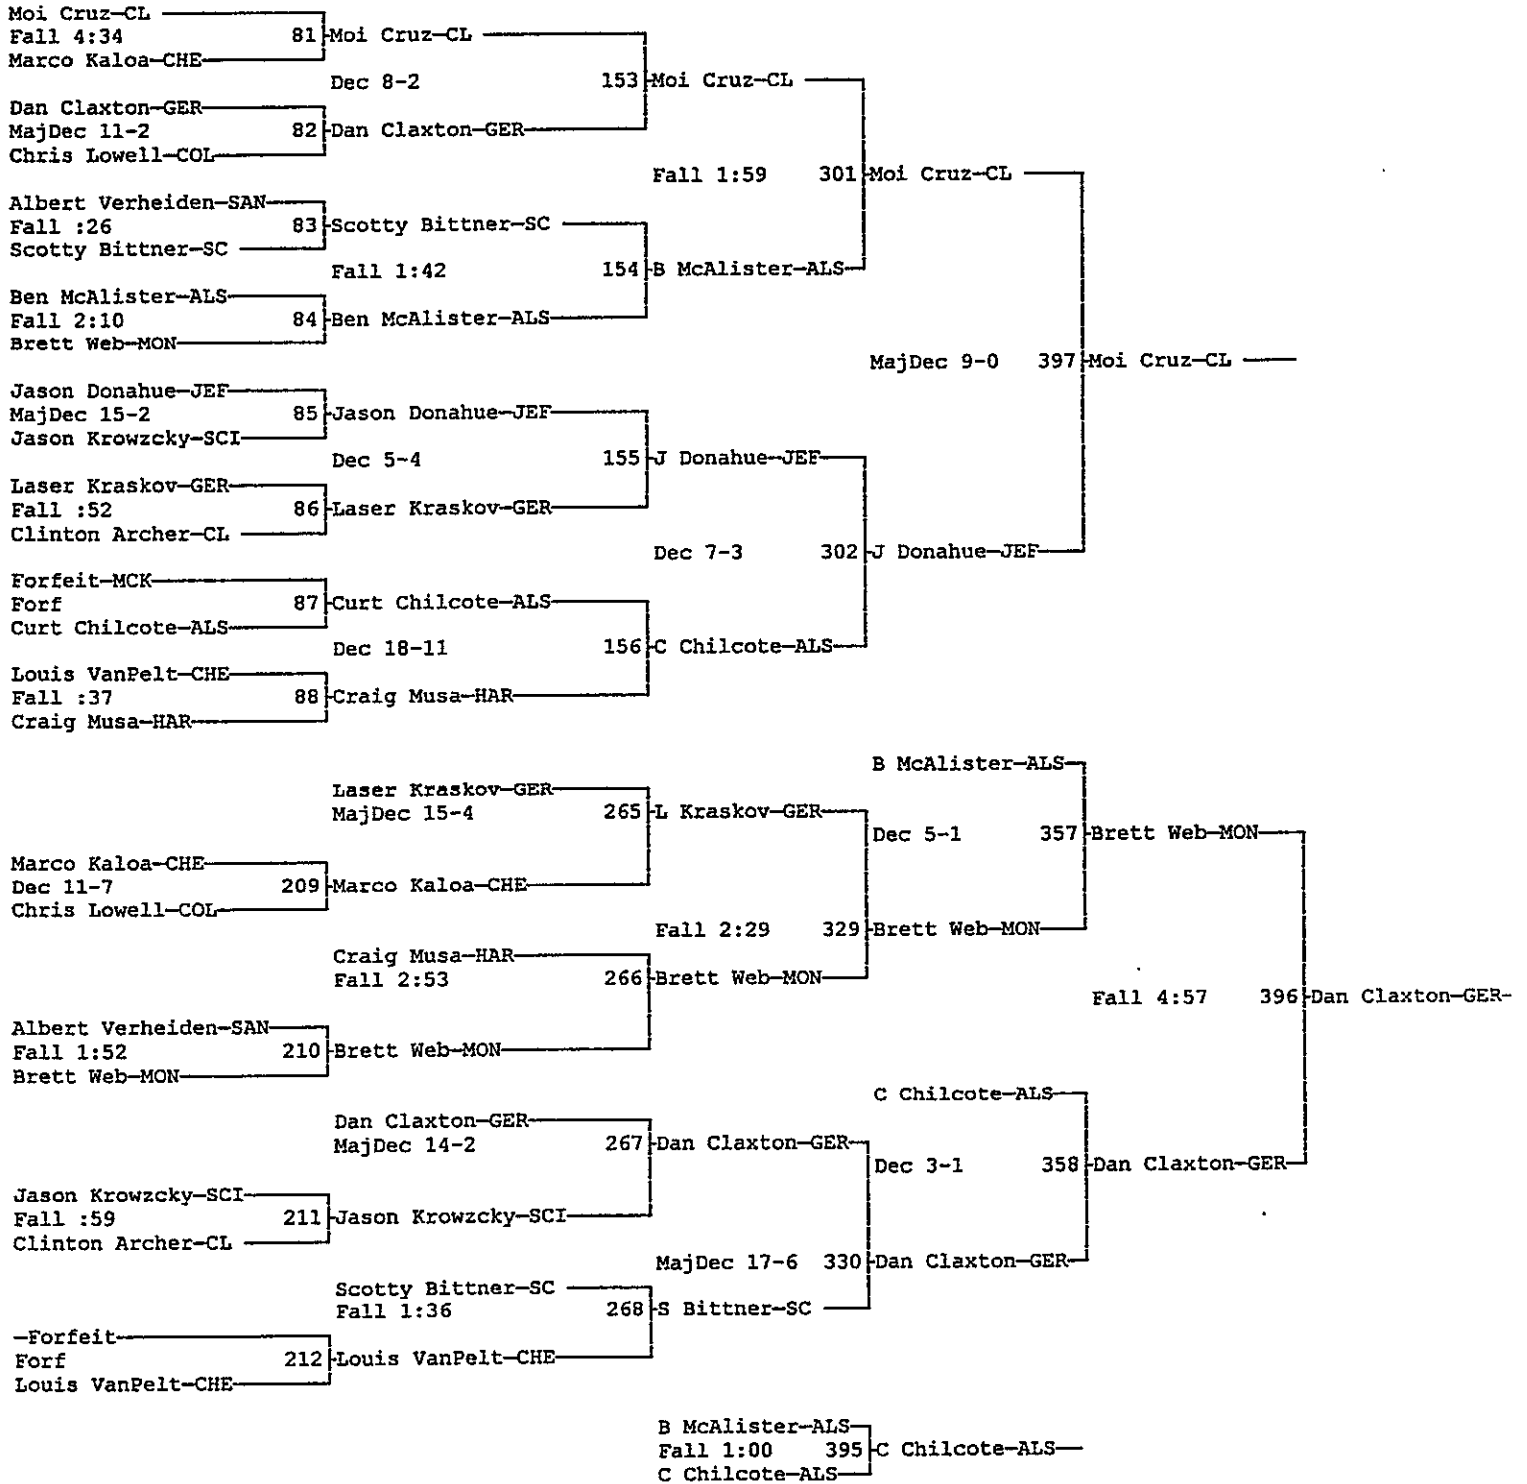 Moi Cruz-CL
Fall 4:34 81 Moi Cruz-CL
Marco Kaloa-CHE
Dec 8-2 153 Moi Cruz-CL
Dan Claxton-GER
MajDec 11-2 82 Dan Claxton-GER
Chris Lowell-COL
Fall 1:59 301 Moi Cruz-CL
Albert Verheiden-SAN
Fall :26 83 Scotty Bittner-SC
Scotty Bittner-SC
Fall 1:42 154 B McAlister-ALS
Ben McAlister-ALS
Fall 2:10 84 Ben McAlister-ALS
Brett Web-MON
MajDec 9-0 397 Moi Cruz-CL
Jason Donahue-JEF
MajDec 15-2 85 Jason Donahue-JEF
Jason Krowzcky-SCI
Dec 5-4 155 J Donahue-JEF
Laser Kraskov-GER
Fall :52 86 Laser Kraskov-GER
Clinton Archer-CL
Dec 7-3 302 J Donahue-JEF
Forfeit-MCK
Forf 87 Curt Chilcote-ALS
Curt Chilcote-ALS
Dec 18-11 156 C Chilcote-ALS
Louis VanPelt-CHE
Fall :37 88 Craig Musa-HAR
Craig Musa-HAR
B McAlister-ALS
Laser Kraskov-GER
MajDec 15-4 265 L Kraskov-GER
Dec 5-1 357 Brett Web-MON
Marco Kaloa-CHE
Dec 11-7 209 Marco Kaloa-CHE
Chris Lowell-COL
Fall 2:29 329 Brett Web-MON
Craig Musa-HAR
Fall 2:53 266 Brett Web-MON
Fall 4:57 396 Dan Claxton-GER-
Albert Verheiden-SAN
Fall 1:52 210 Brett Web-MON
Brett Web-MON
C Chilcote-ALS
Dan Claxton-GER
MajDec 14-2 267 Dan Claxton-GER
Dec 3-1 358 Dan Claxton-GER
Jason Krowzcky-SCI
Fall :59 211 Jason Krowzcky-SCI
Clinton Archer-CL
MajDec 17-6 330 Dan Claxton-GER
Scotty Bittner-SC
Fall 1:36 268 S Bittner-SC
-Forfeit
Forf 212 Louis VanPelt-CHE
Louis VanPelt-CHE
B McAlister-ALS
Fall 1:00 395 C Chilcote-ALS
C Chilcote-ALS